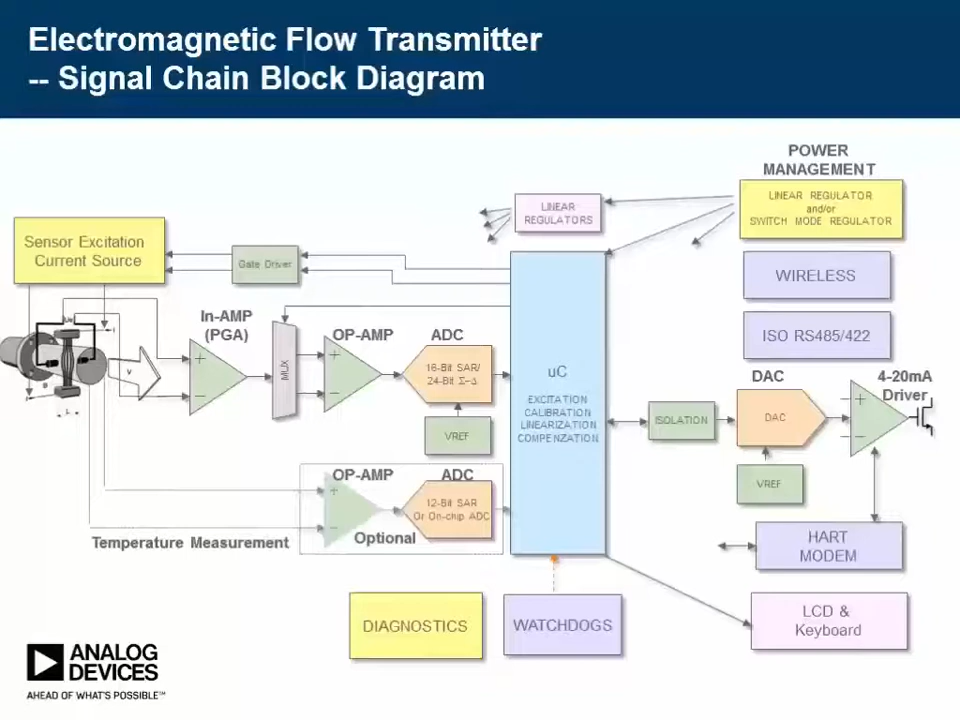 Electromagnetic Flow Transmitter
-- Signal Chain Block Diagram
POWER
MANAGEMENT
LINEAR REGULATOR
and/or
SWITCH MODE REGULATOR
LINEAR
REGULATORS
Sensor Excitation
Current Source
Gate Driver
WIRELESS
In-AMP
(PGA)
OP-AMP
ADC
ISO RS485/422
MUX
16-Bit SAR/
24-Bit Σ-Δ
uC
EXCITATION
CALIBRATION
LINEARIZATION
COMPENZATION
VREF
ISOLATION
DAC
DAC
4-20mA
Driver
VREF
OP-AMP
ADC
12-Bit SAR
Or On-chip ADC
Optional
Temperature Measurement
HART
MODEM
DIAGNOSTICS
WATCHDOGS
LCD &
Keyboard
ANALOG
DEVICES
AHEAD OF WHAT'S POSSIBLE™